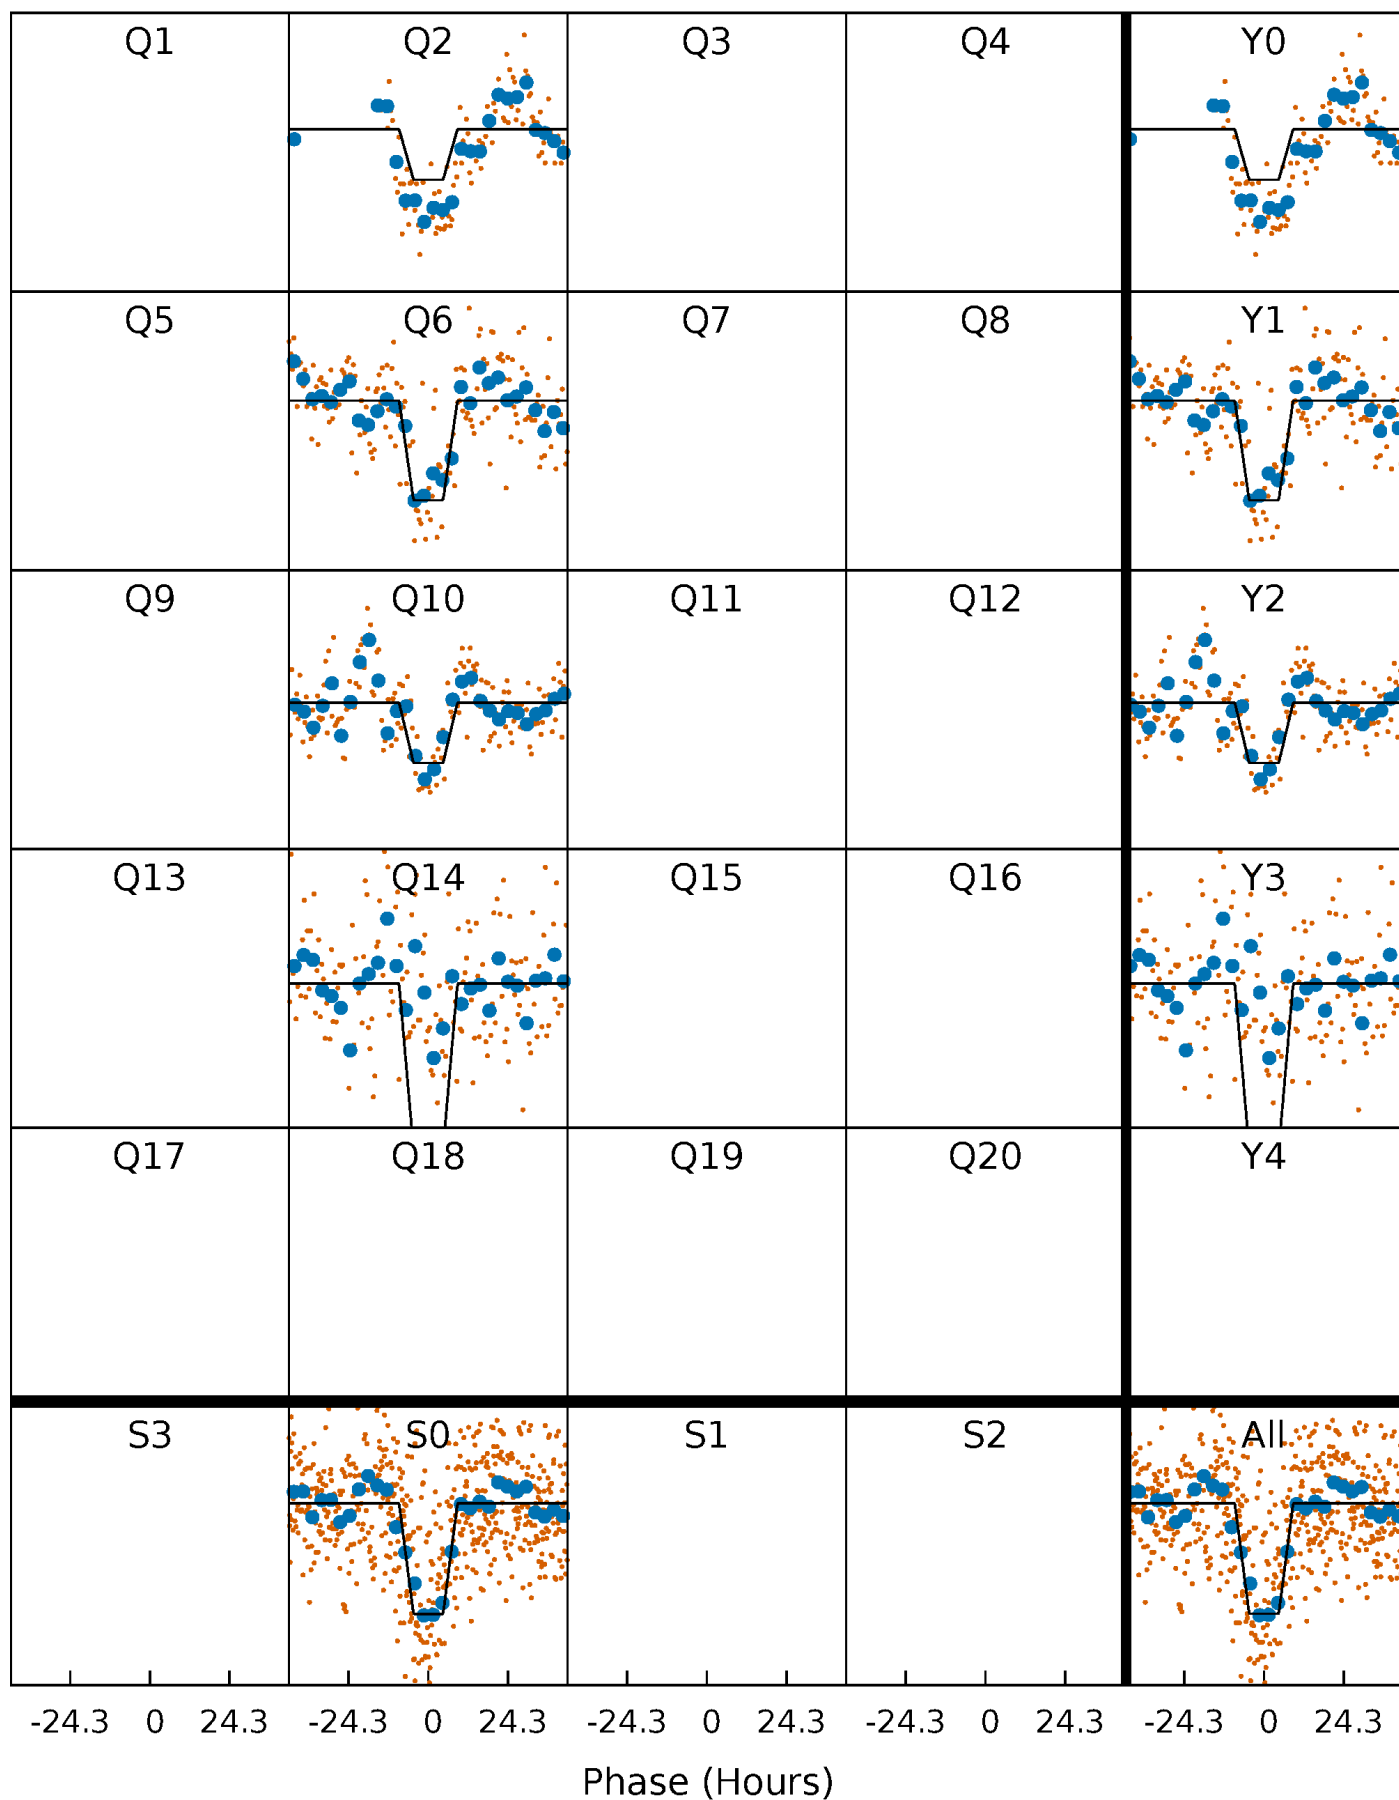 Q1 Q2 Q3 Q4 Y0
Q5 Q6 Q7 Q8 Y1
Q9 Q10 Q11 Q12 Y2
Q13 Q14 Q15 Q16 Y3
Q17 Q18 Q19 Q20 Y4
S3 S0 S1 S2 All
-24.3 0 24.3 -24.3 0 24.3 -24.3 0 24.3 -24.3 0 24.3 -24.3 0 24.3
Phase (Hours)